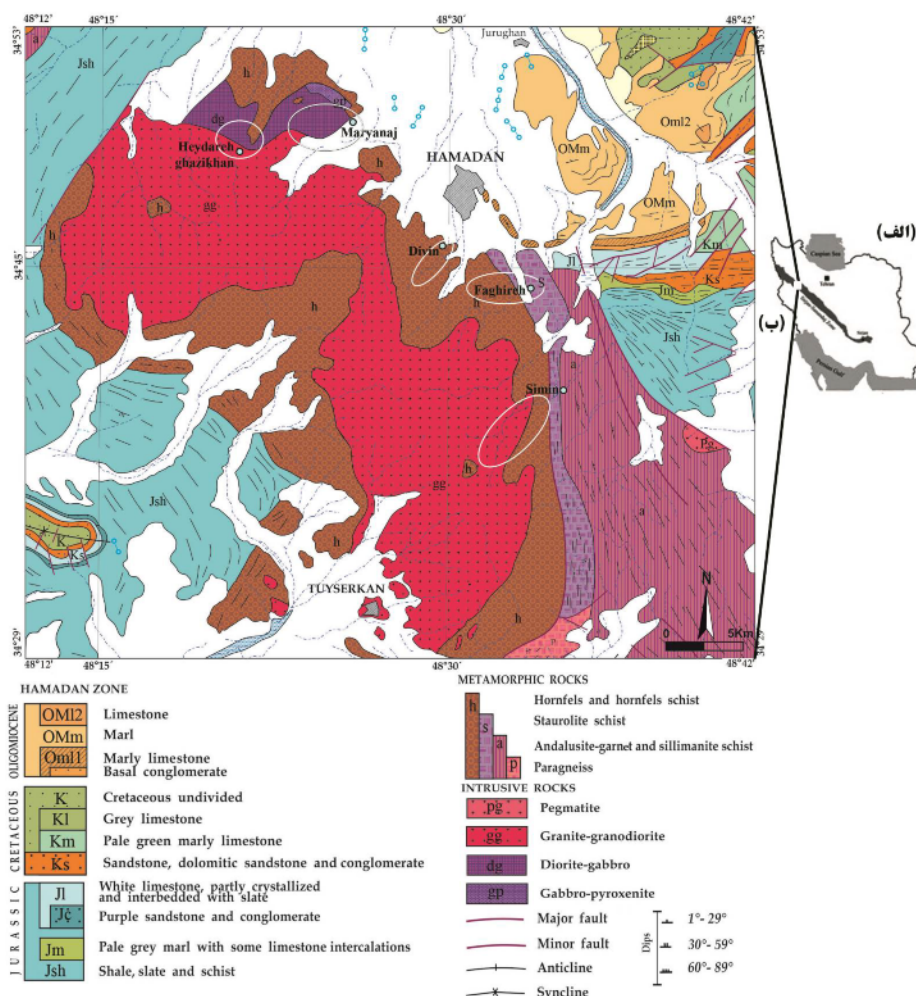 48°12′ 48°15′ 48°30′ 48°42′
34°53′
34°53′
a
Jurughan
Jsh
h
gp
dg
Oml2
Maryanaj
OMm
Heydareh
ghazikhan
HAMADAN
h
h
gg
OMm
h
Divin
Km
34°45′
34°45′
Jl
Ks
S
Faghireh
h
Jm
h
Jsh
a
Simin
Pg
h
Jsh
gg
a
K
Ks
h
TUYSERKAN
h
N
p
0 5Km
34°29′
34°29′
48°12′ 48°15′ 48°30′ 48°42′
(الف)
Caspian Sea
Tehran
(ب)
Persian Gulf
HAMADAN ZONE
OLIGOMIOCENE
OMl2 Limestone
OMm Marl
Oml1 Marly limestone
Basal conglomerate
CRETACEOUS
K Cretaceous undivided
Kl Grey limestone
Km Pale green marly limestone
Ks Sandstone, dolomitic sandstone and conglomerate
JURASSIC
Jl White limestone, partly crystallized
and interbedded with slate
Jç Purple sandstone and conglomerate
Jm Pale grey marl with some limestone intercalations
Jsh Shale, slate and schist
METAMORPHIC ROCKS
h Hornfels and hornfels schist
s Staurolite schist
a Andalusite-garnet and sillimanite schist
p Paragneiss
INTRUSIVE ROCKS
pg Pegmatite
gg Granite-granodiorite
dg Diorite-gabbro
gp Gabbro-pyroxenite
Major fault
Minor fault
Anticline
Syncline
Dips
1°- 29°
30°- 59°
60°- 89°